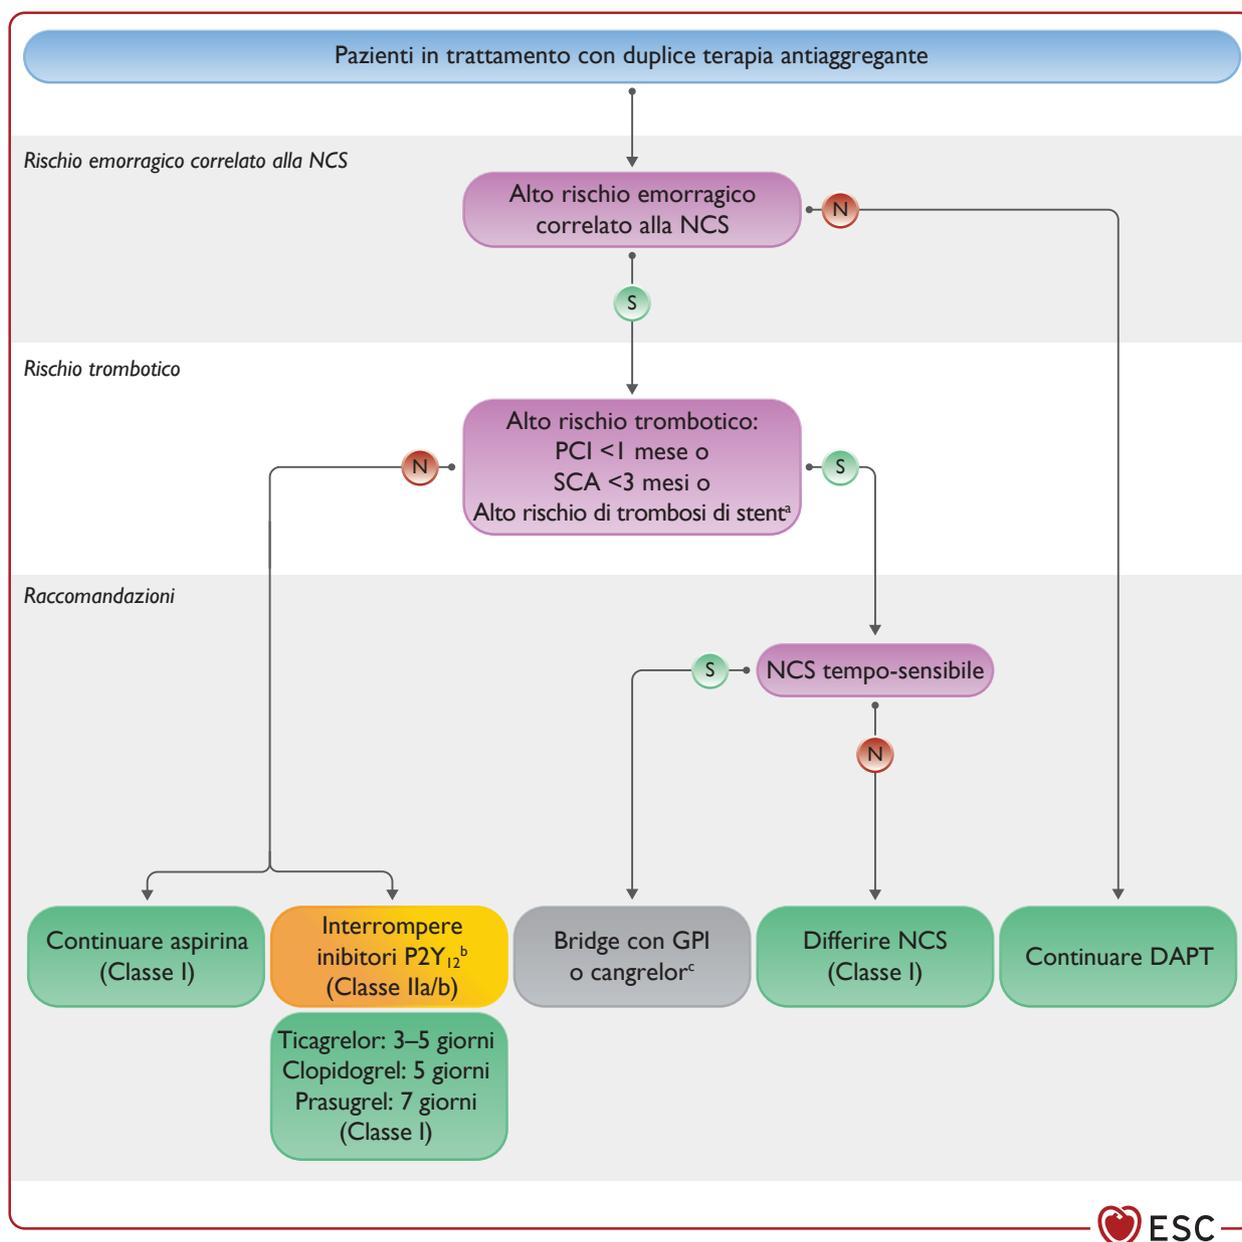 Pazienti in trattamento con duplice terapia antiaggregante
Rischio emorragico correlato alla NCS
Alto rischio emorragico
correlato alla NCS
N
S
Rischio trombotico
Alto rischio trombotico:
PCI <1 mese o
SCA <3 mesi o
Alto rischio di trombosi di stentᵃ
N
S
Raccomandazioni
NCS tempo-sensibile
S
N
Continuare aspirina
(Classe I)
Interrompere
inibitori P2Y₁₂ᵇ
(Classe IIa/b)
Ticagrelor: 3–5 giorni
Clopidogrel: 5 giorni
Prasugrel: 7 giorni
(Classe I)
Bridge con GPI
o cangrelorᶜ
Differire NCS
(Classe I)
Continuare DAPT
ESC